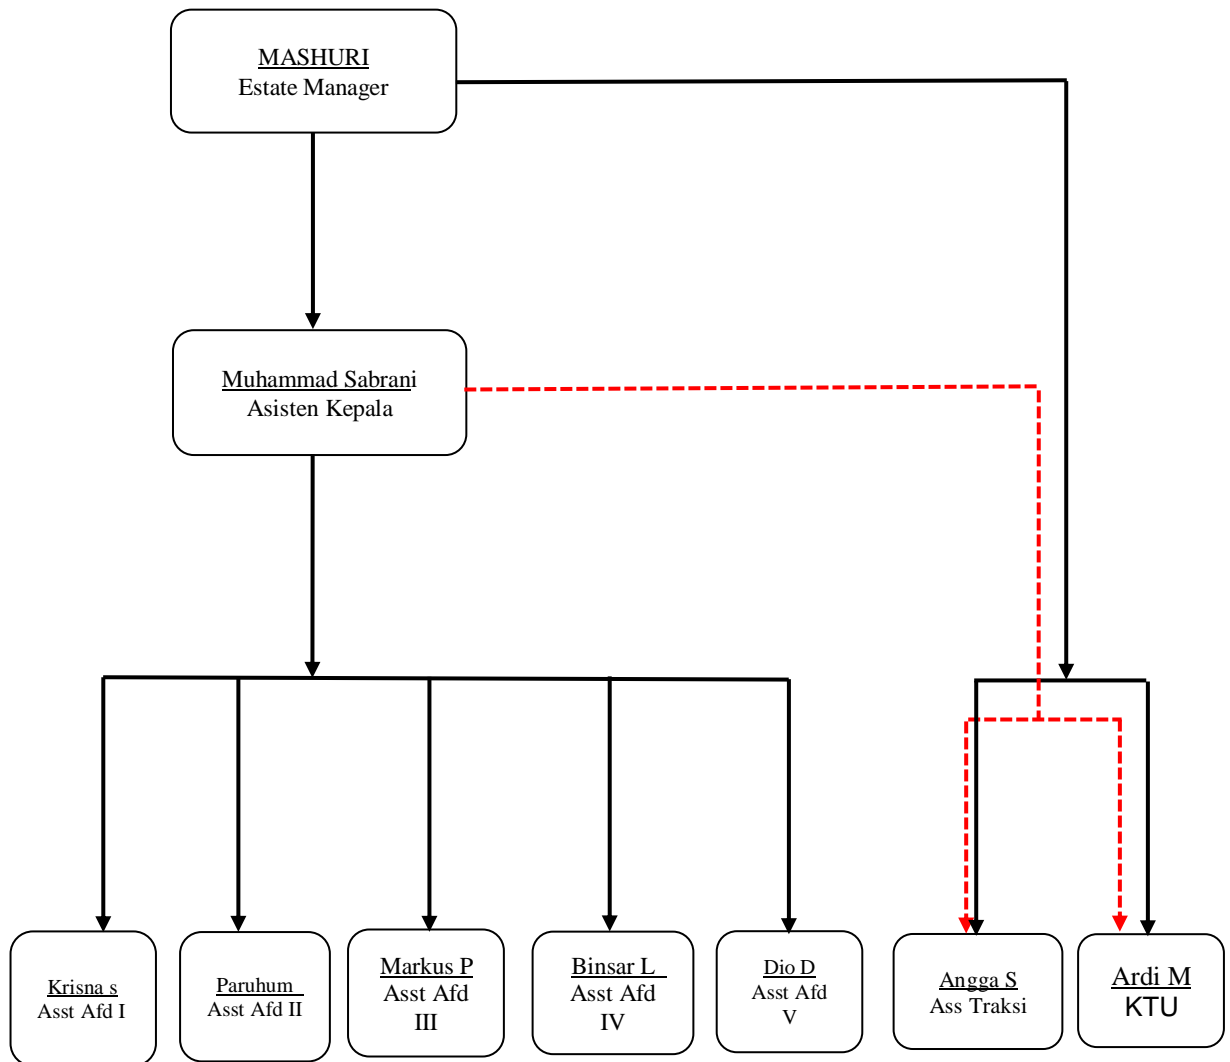 MASHURI
Estate Manager
Muhammad Sabrani
Asisten Kepala
Krisna s
Asst Afd I
Paruhum
Asst Afd II
Markus P
Asst Afd
III
Binsar L
Asst Afd
IV
Dio D
Asst Afd
V
Angga S
Ass Traksi
Ardi M
KTU